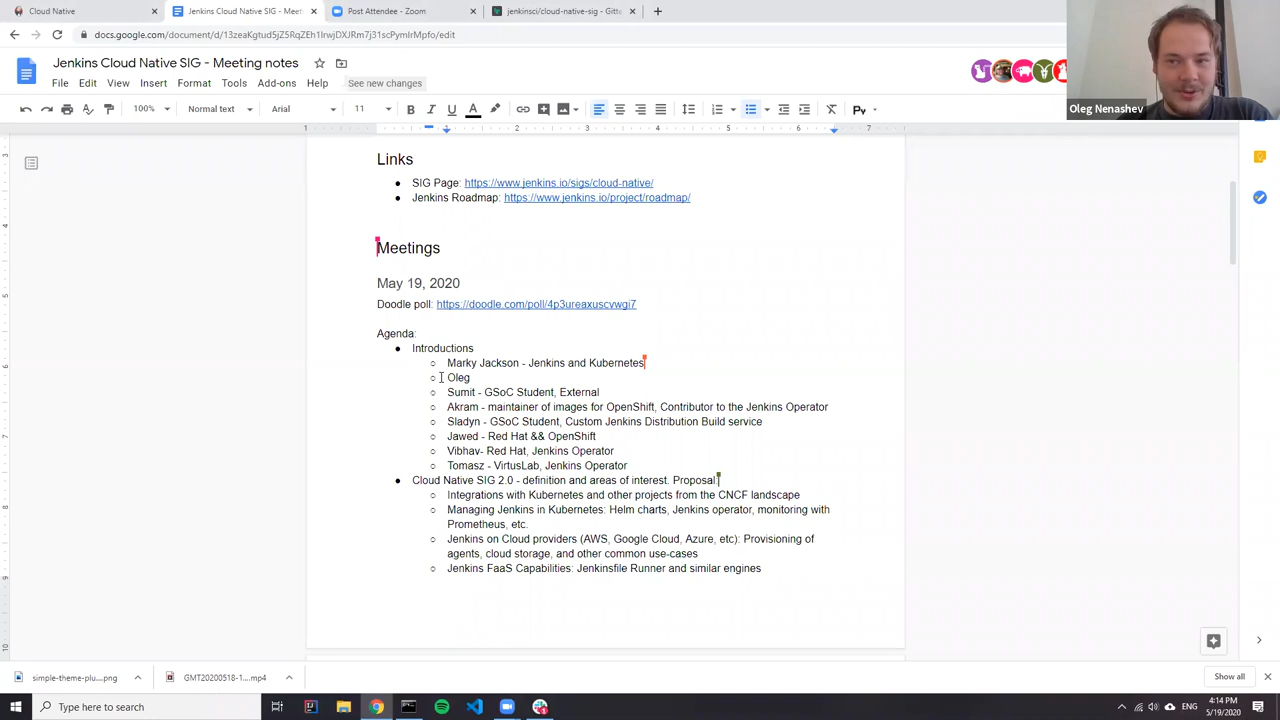 Cloud Native
Jenkins Cloud Native SIG - Meeti
Post Attendee - Zoom
jenkinsci/cloud-native-sig - Gitte
docs.google.com/document/d/13zeaKgtud5jZ5RqZEh1IrwjDXJRm7j31scPymlrMpfo/edit
Jenkins Cloud Native SIG - Meeting notes
File Edit View Insert Format Tools Add-ons Help See new changes
100% Normal text Arial 11
Oleg Nenashev
Links
SIG Page: https://www.jenkins.io/sigs/cloud-native/
Jenkins Roadmap: https://www.jenkins.io/project/roadmap/
Meetings
May 19, 2020
Doodle poll: https://doodle.com/poll/4p3ureaxuscvwgi7
Agenda:
Introductions
Marky Jackson - Jenkins and Kubernetes
Oleg
Sumit - GSoC Student, External
Akram - maintainer of images for OpenShift, Contributor to the Jenkins Operator
Sladyn - GSoC Student, Custom Jenkins Distribution Build service
Jawed - Red Hat && OpenShift
Vibhav- Red Hat, Jenkins Operator
Tomasz - VirtusLab, Jenkins Operator
Cloud Native SIG 2.0 - definition and areas of interest. Proposal:
Integrations with Kubernetes and other projects from the CNCF landscape
Managing Jenkins in Kubernetes: Helm charts, Jenkins operator, monitoring with
Prometheus, etc.
Jenkins on Cloud providers (AWS, Google Cloud, Azure, etc): Provisioning of
agents, cloud storage, and other common use-cases
Jenkins FaaS Capabilities: Jenkinsfile Runner and similar engines
simple-theme-plu....png
GMT20200518-1....mp4
Show all
Type here to search
4:14 PM
5/19/2020